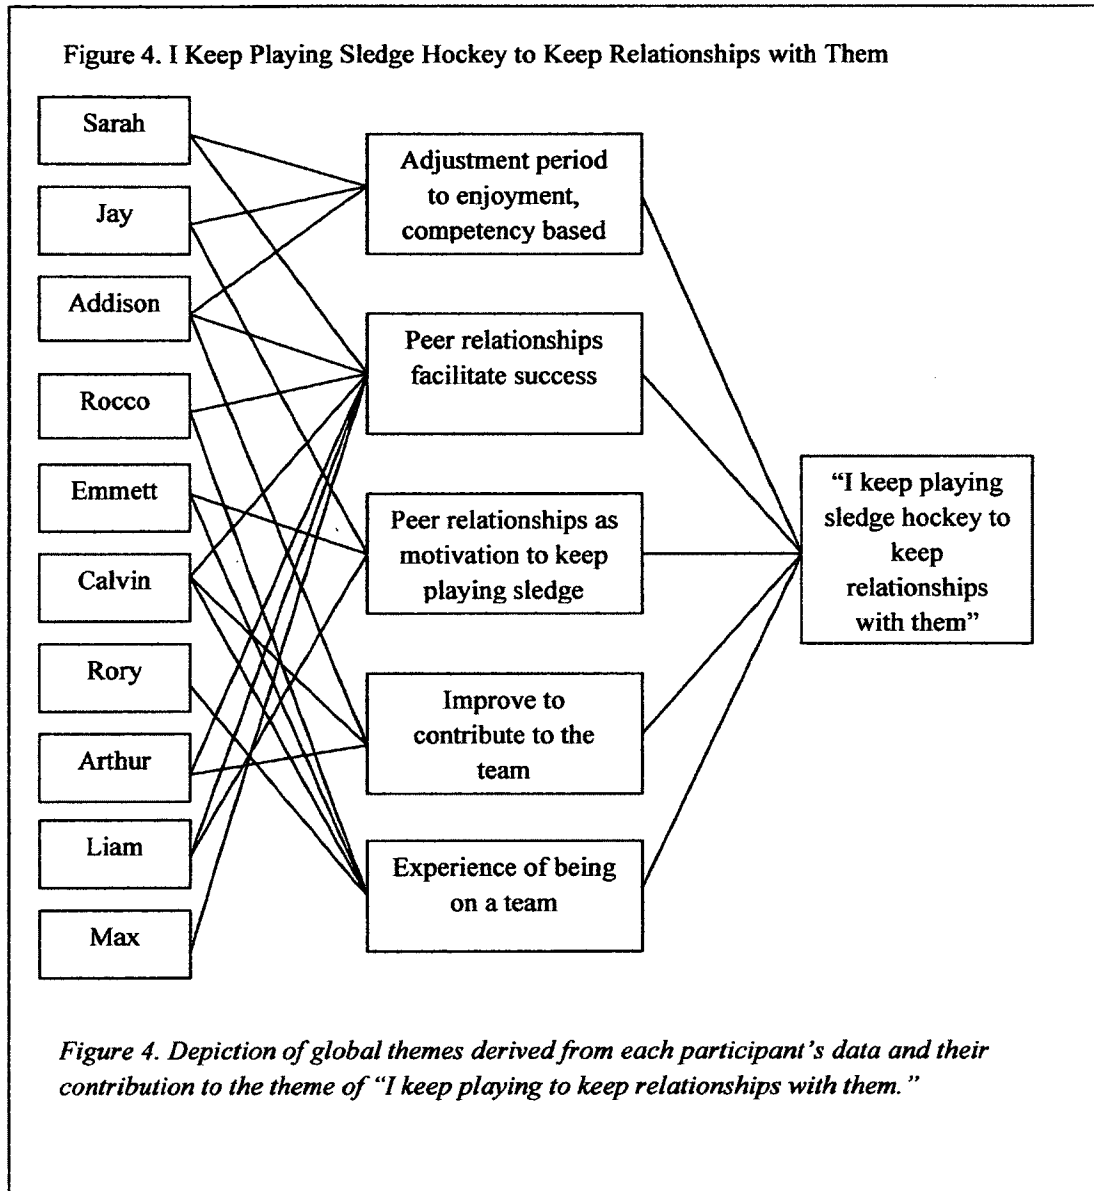 Figure 4. I Keep Playing Sledge Hockey to Keep Relationships with Them
Sarah
Jay
Addison
Rocco
Emmett
Calvin
Rory
Arthur
Liam
Max
Adjustment period
to enjoyment,
competency based
Peer relationships
facilitate success
Peer relationships as
motivation to keep
playing sledge
Improve to
contribute to the
team
Experience of being
on a team
“I keep playing
sledge hockey to
keep
relationships
with them”
Figure 4. Depiction of global themes derived from each participant’s data and their
contribution to the theme of “I keep playing to keep relationships with them.”